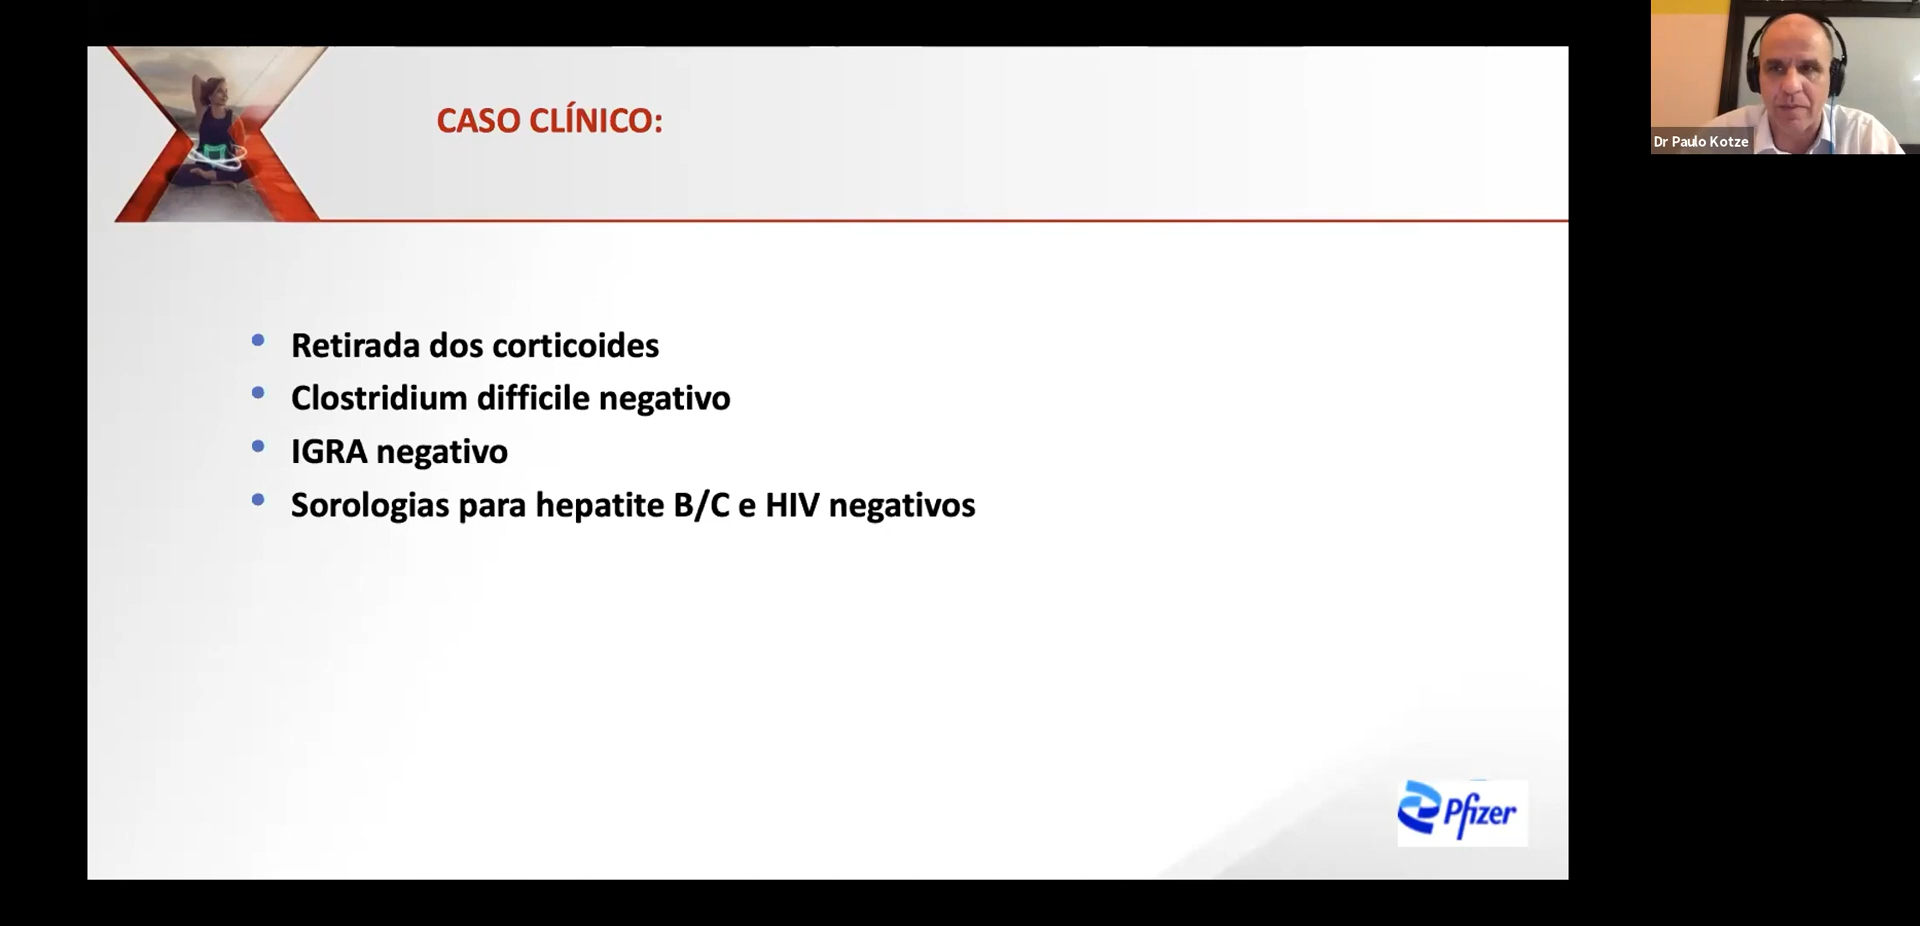 CASO CLÍNICO:
Dr Paulo Kotze
• Retirada dos corticoides
• Clostridium difficile negativo
• IGRA negativo
• Sorologias para hepatite B/C e HIV negativos
Pfizer